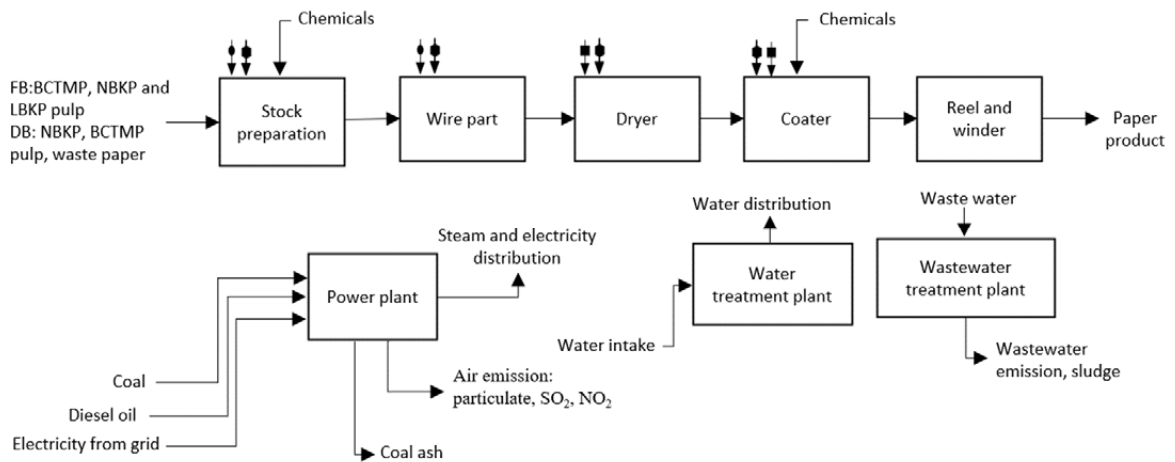 Chemicals
Chemicals
FB:BCTMP, NBKP and
LBKP pulp
DB: NBKP, BCTMP
pulp, waste paper
Stock
preparation
Wire part
Dryer
Coater
Reel and
winder
Paper
product
Steam and electricity
distribution
Water distribution
Waste water
Power plant
Water
treatment plant
Wastewater
treatment plant
Water intake
Wastewater
emission, sludge
Coal
Diesel oil
Electricity from grid
Air emission:
particulate, SO₂, NO₂
Coal ash